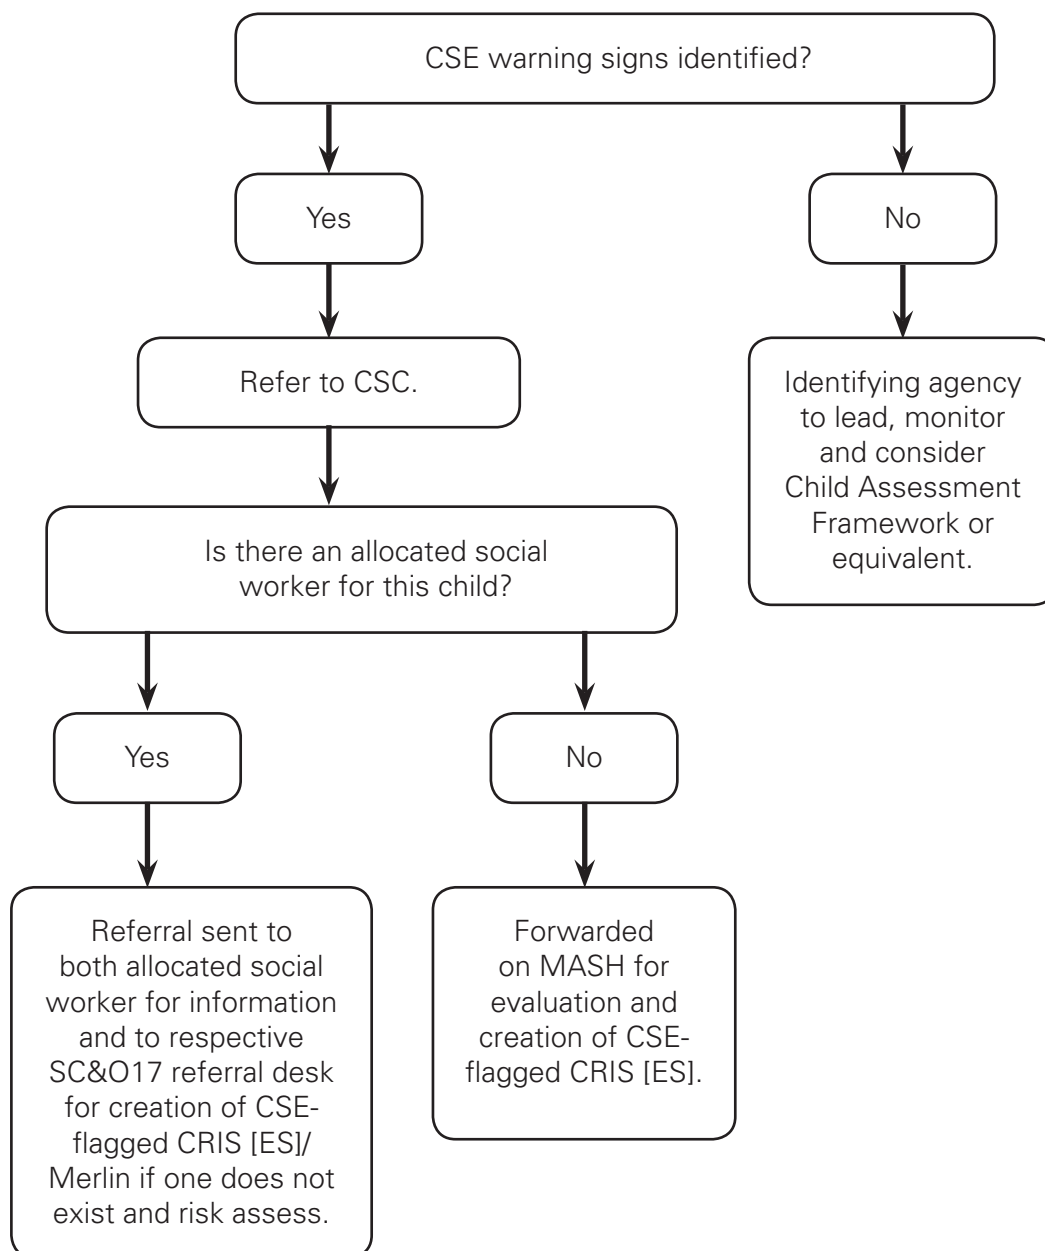 CSE warning signs identified?
Yes
No
Refer to CSC.
Identifying agency
to lead, monitor
and consider
Child Assessment
Framework or
equivalent.
Is there an allocated social
worker for this child?
Yes
No
Referral sent to
both allocated social
worker for information
and to respective
SC&O17 referral desk
for creation of CSE-
flagged CRIS [ES]/
Merlin if one does not
exist and risk assess.
Forwarded
on MASH for
evaluation and
creation of CSE-
flagged CRIS [ES].